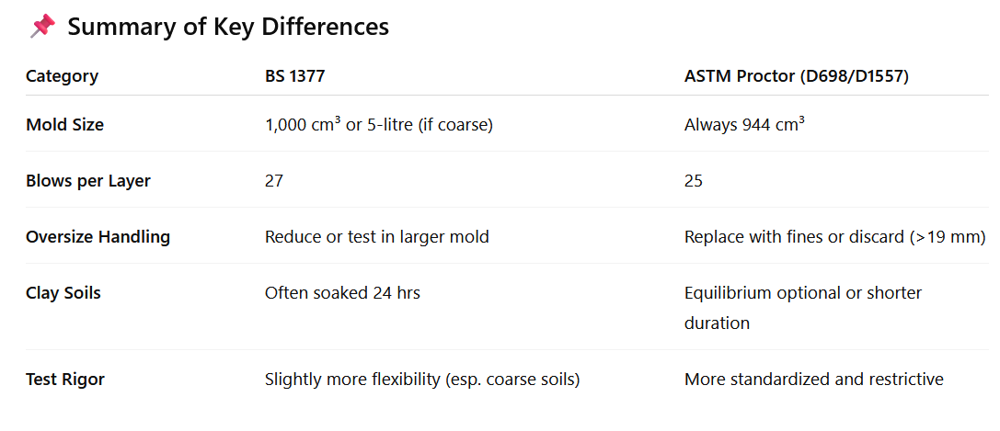 📌 Summary of Key Differences
Category BS 1377 ASTM Proctor (D698/D1557)
Mold Size 1,000 cm³ or 5-litre (if coarse) Always 944 cm³
Blows per Layer 27 25
Oversize Handling Reduce or test in larger mold Replace with fines or discard (>19 mm)
Clay Soils Often soaked 24 hrs Equilibrium optional or shorter
duration
Test Rigor Slightly more flexibility (esp. coarse soils) More standardized and restrictive